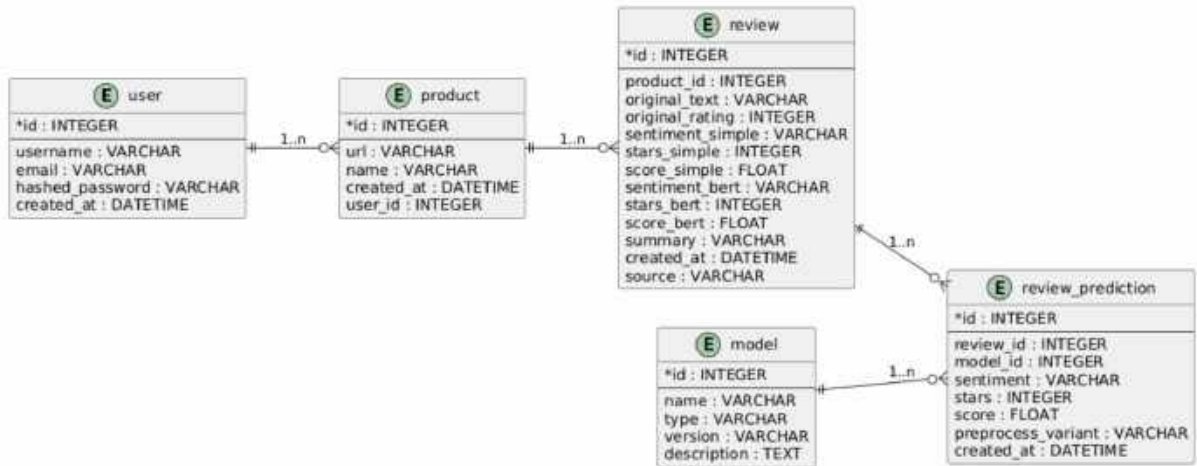 E user
*id : INTEGER
username : VARCHAR
email : VARCHAR
hashed_password : VARCHAR
created_at : DATETIME
1..n
E product
*id : INTEGER
url : VARCHAR
name : VARCHAR
created_at : DATETIME
user_id : INTEGER
1..n
E review
*id : INTEGER
product_id : INTEGER
original_text : VARCHAR
original_rating : INTEGER
sentiment_simple : VARCHAR
stars_simple : INTEGER
score_simple : FLOAT
sentiment_bert : VARCHAR
stars_bert : INTEGER
score_bert : FLOAT
summary : VARCHAR
created_at : DATETIME
source : VARCHAR
1..n
E model
*id : INTEGER
name : VARCHAR
type : VARCHAR
version : VARCHAR
description : TEXT
1..n
E review_prediction
*id : INTEGER
review_id : INTEGER
model_id : INTEGER
sentiment : VARCHAR
stars : INTEGER
score : FLOAT
preprocess_variant : VARCHAR
created_at : DATETIME